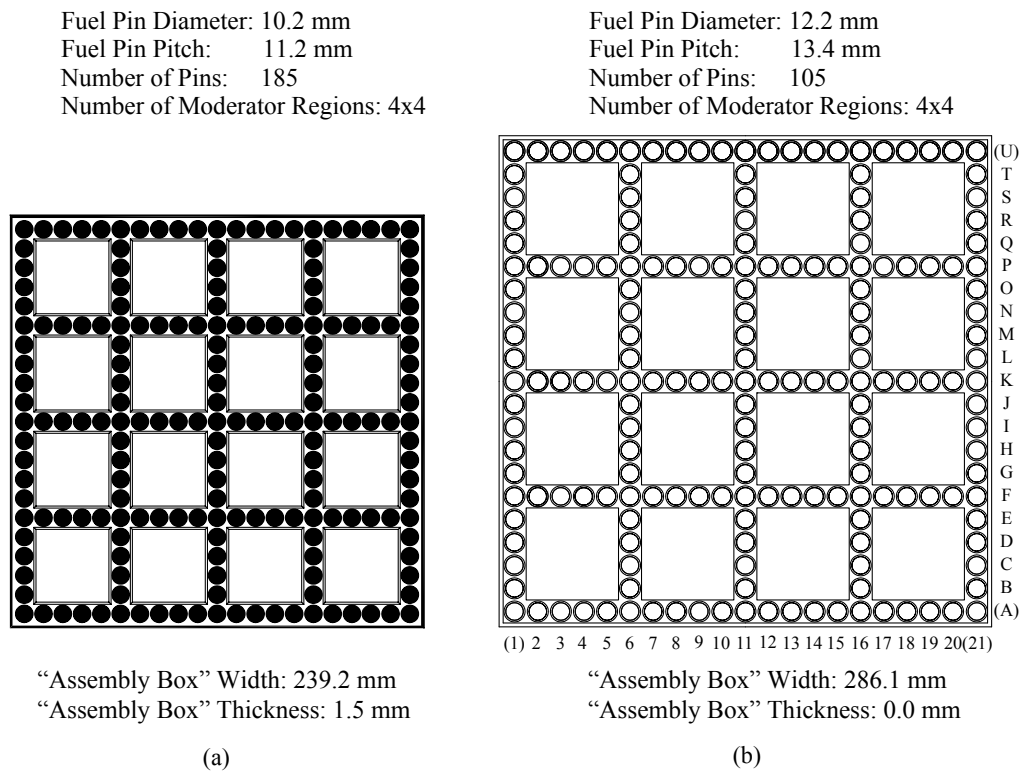 Fuel Pin Diameter: 10.2 mm
Fuel Pin Pitch: 11.2 mm
Number of Pins: 185
Number of Moderator Regions: 4x4
“Assembly Box” Width: 239.2 mm
“Assembly Box” Thickness: 1.5 mm
(a)
Fuel Pin Diameter: 12.2 mm
Fuel Pin Pitch: 13.4 mm
Number of Pins: 105
Number of Moderator Regions: 4x4
(U)
T
S
R
Q
P
O
N
M
L
K
J
I
H
G
F
E
D
C
B
(A)
(1) 2 3 4 5 6 7 8 9 10 11 12 13 14 15 16 17 18 19 20(21)
“Assembly Box” Width: 286.1 mm
“Assembly Box” Thickness: 0.0 mm
(b)